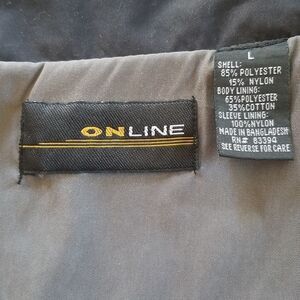 ONLINE
L
SHELL:
85% POLYESTER
15% NYLON
BODY LINING:
65% POLYESTER
35% COTTON
SLEEVE LINING:
100% NYLON
MADE IN BANGLADESH
RN# 83394
SEE REVERSE FOR CARE